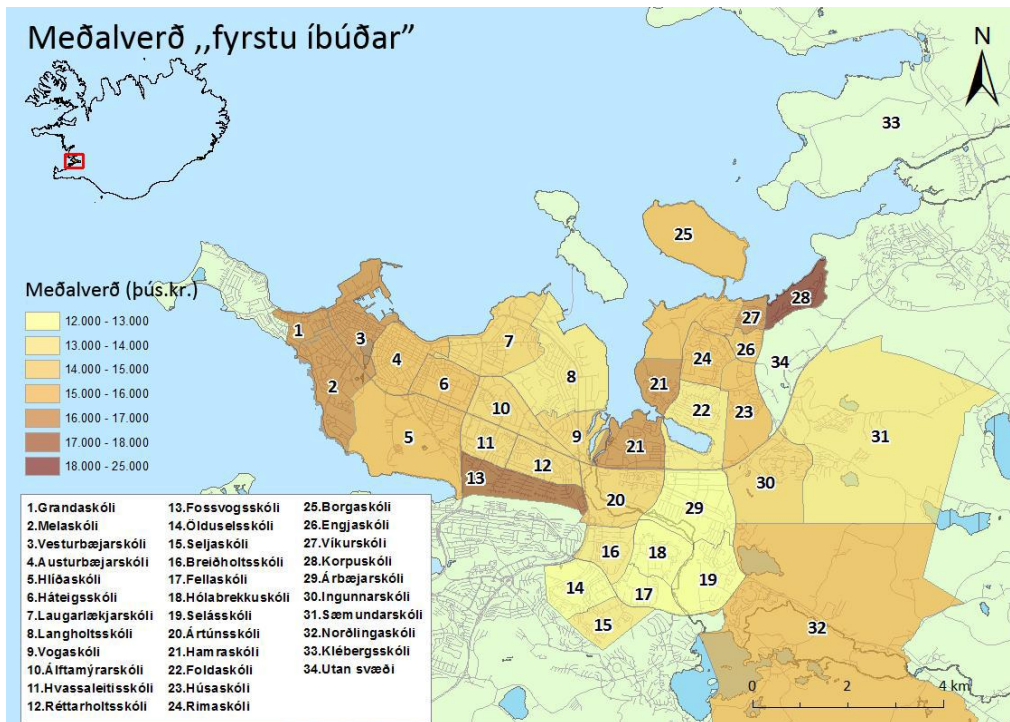 Meðalverð ,,fyrstu íbúðar”
N
Meðalverð (þús.kr.)
12.000 - 13.000
13.000 - 14.000
14.000 - 15.000
15.000 - 16.000
16.000 - 17.000
17.000 - 18.000
18.000 - 25.000
33
25
28
27
1
3
7
26
34
4
24
2
6
8
21
22
23
10
5
9
21
31
11
12
13
30
20
29
16
18
14
17
19
15
32
1.Grandaskóli
2.Melaskóli
3.Vesturbæjarskóli
4.Austurbæjarskóli
5.Hlíðaskóli
6.Háteigsskóli
7.Laugarlækjarskóli
8.Langholtsskóli
9.Vogaskóli
10.Álftamýrarskóli
11.Hvassaleitisskóli
12.Réttarholtsskóli
13.Fossvogsskóli
14.Ölduselsskóli
15.Seljaskóli
16.Breiðholtsskóli
17.Fellaskóli
18.Hólabrekkuskóli
19.Selásskóli
20.Ártúnsskóli
21.Hamraskóli
22.Foldaskóli
23.Húsaskóli
24.Rimaskóli
25.Borgaskóli
26.Engjaskóli
27.Víkurskóli
28.Korpuskóli
29.Árbæjarskóli
30.Ingunnarskóli
31.Sæmundarskóli
32.Norðlingaskóli
33.Klébergsskóli
34.Utan svæði
0 2 4 km